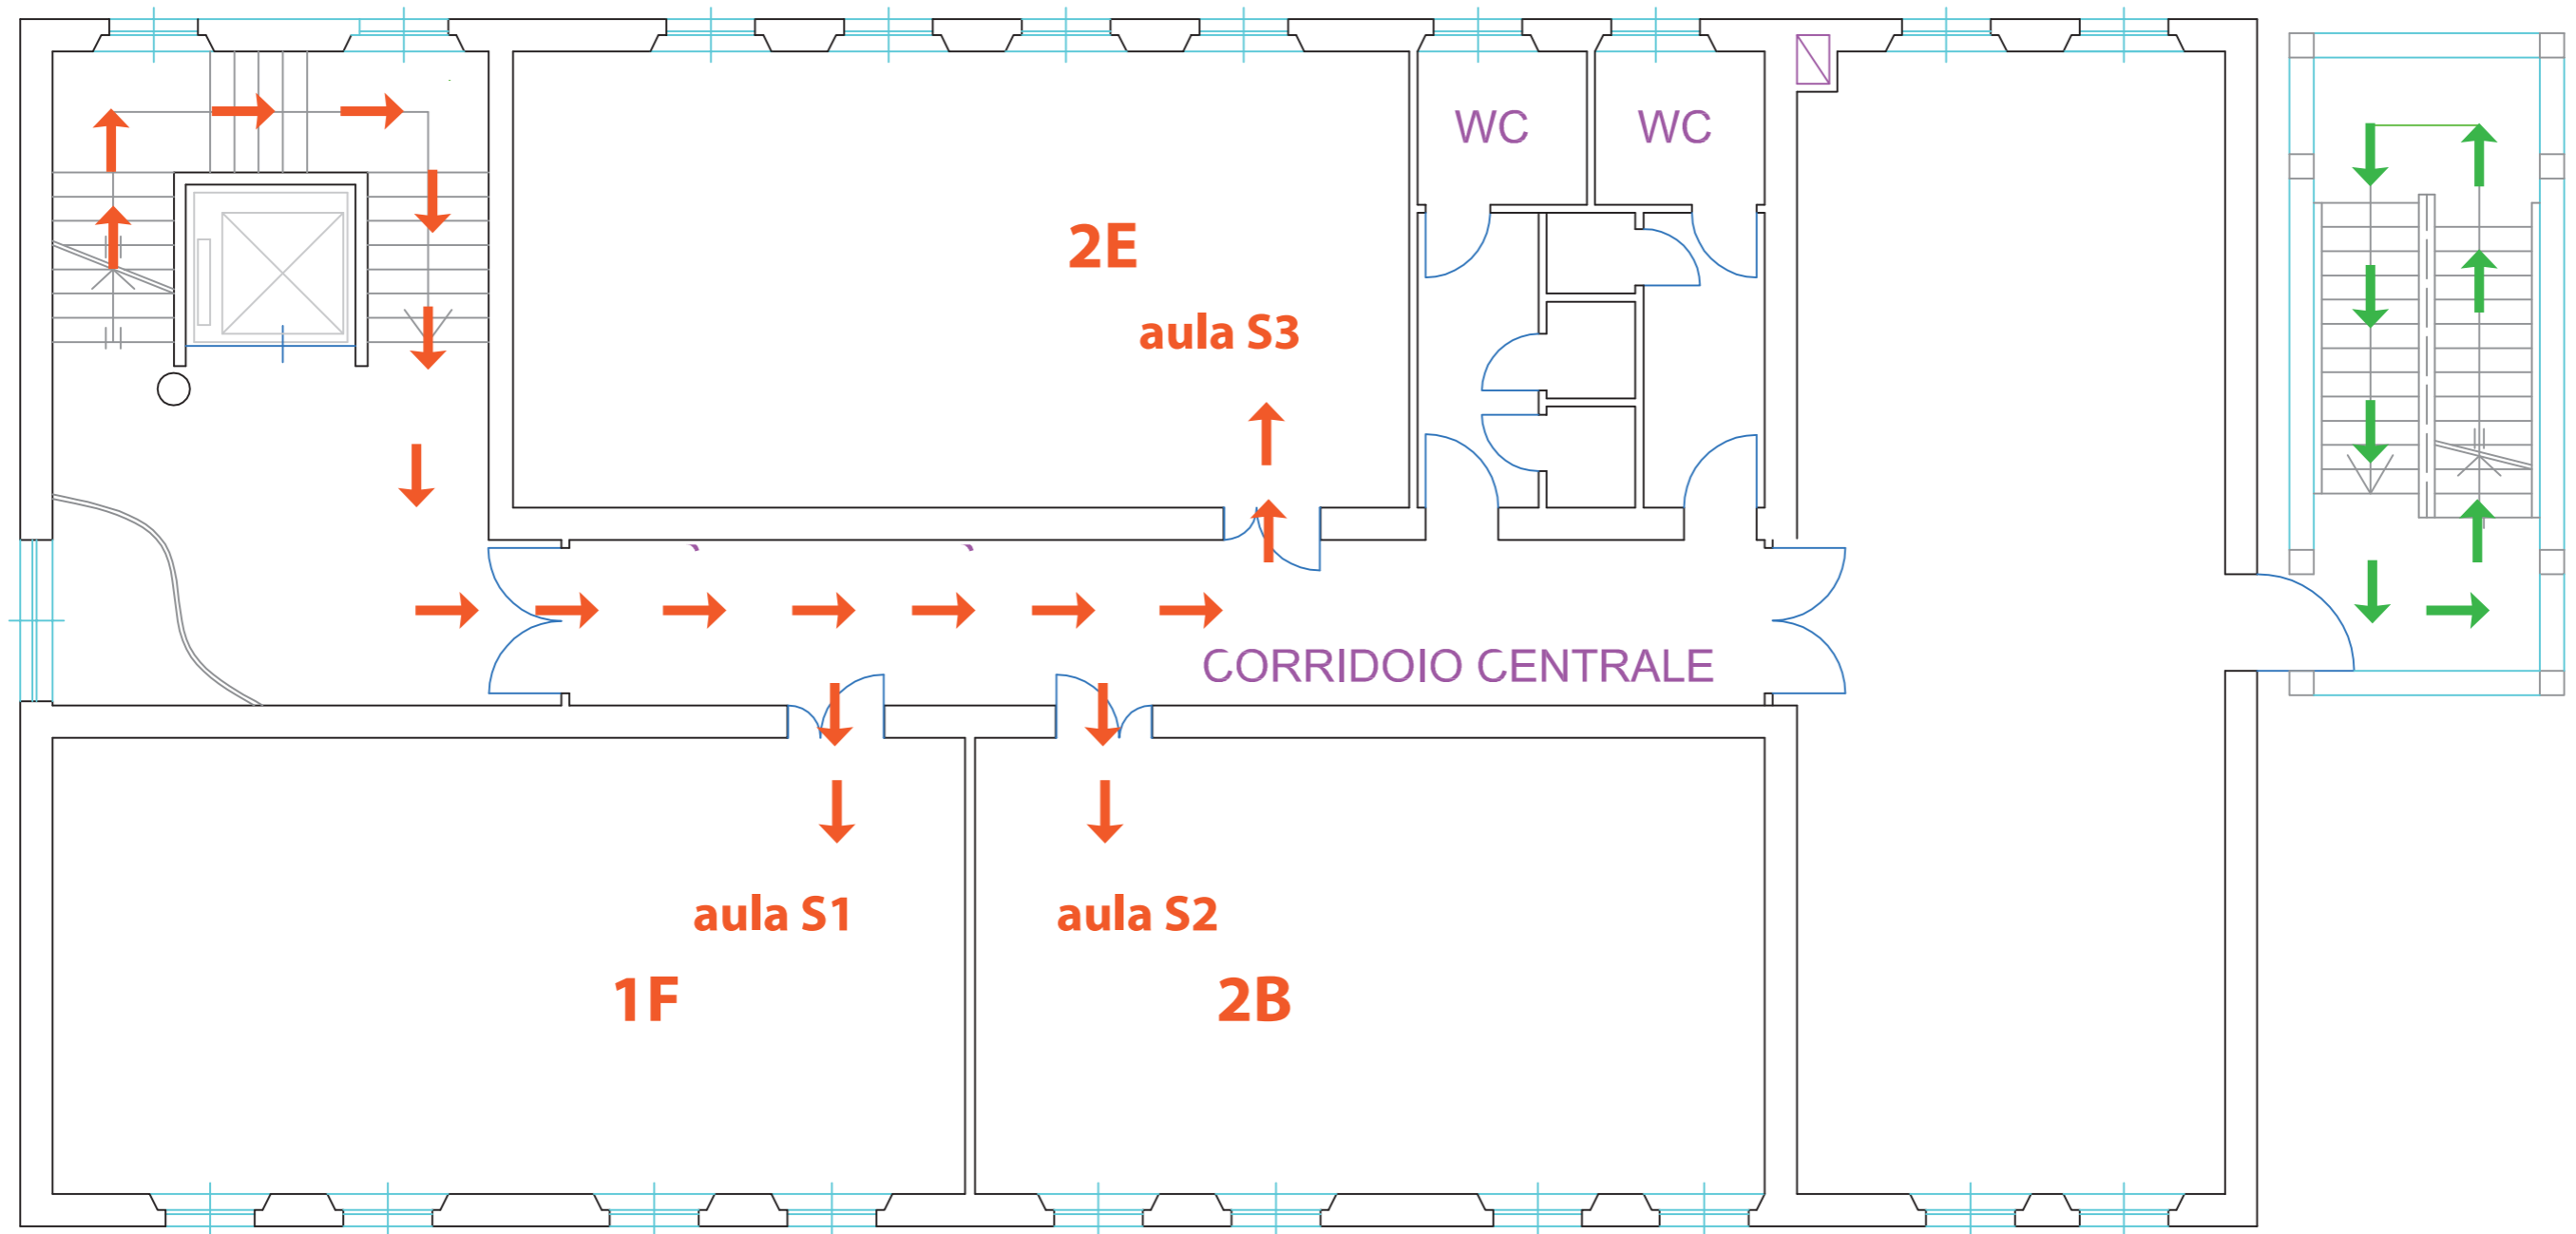 WC
WC
2E
aula S3
CORRIDOIO CENTRALE
aula S1
aula S2
1F
2B